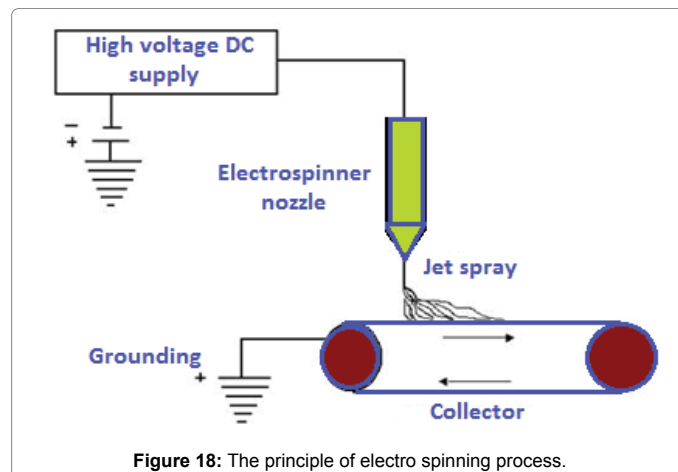 High voltage DC
supply
−
+
Electrospinner
nozzle
Jet spray
Grounding
+
Collector
Figure 18: The principle of electro spinning process.